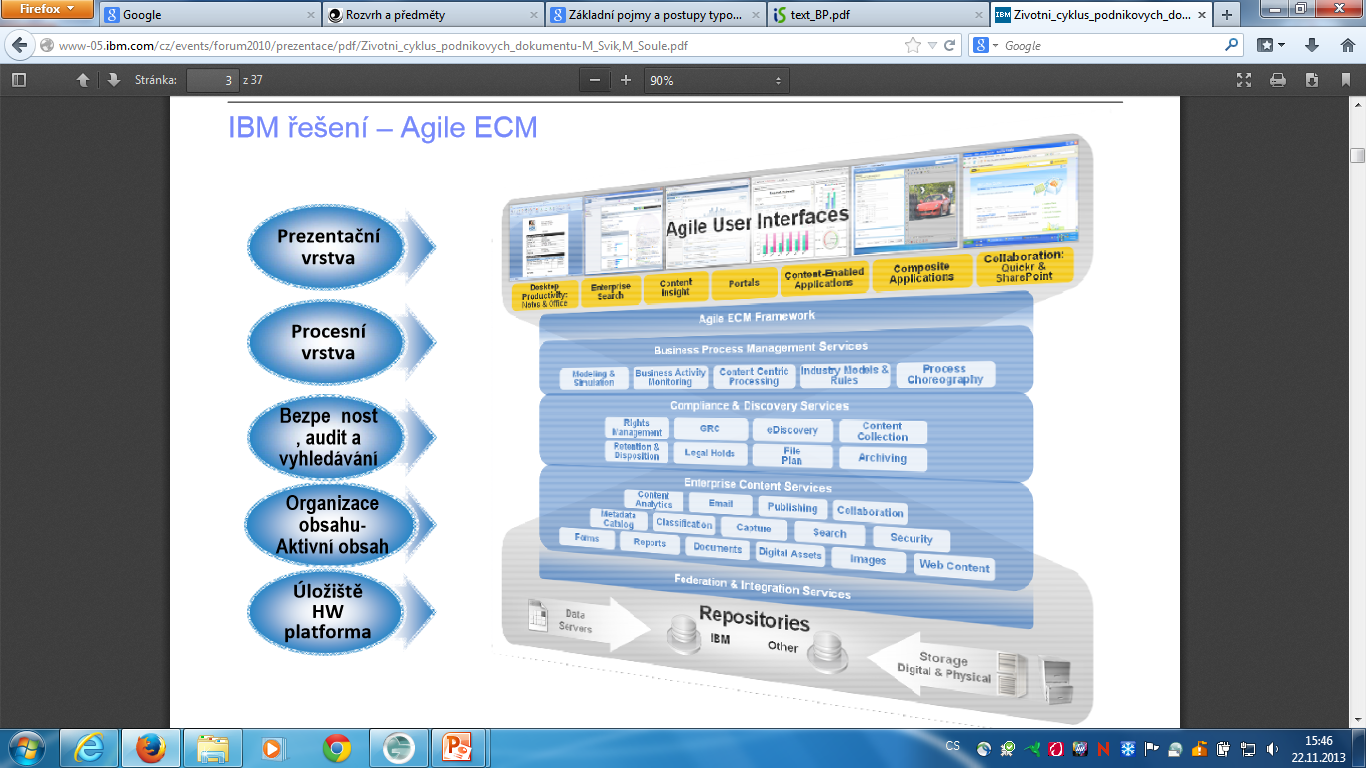 Firefox
Google
Rozvrh a předměty
Základní pojmy a postupy typo...
text_BP.pdf
IBM Zivotni_cyklus_podnikovych_do...
www-05.ibm.com/cz/events/forum2010/prezentace/pdf/Zivotni_cyklus_podnikovych_dokumentu-M_Svik,M_Soule.pdf
Google
Stránka: 3 z 37
90%
IBM řešení – Agile ECM
Prezentační
vrstva
Procesní
vrstva
Bezpe nost
, audit a
vyhledávání
Organizace
obsahu-
Aktivní obsah
Úložiště
HW
platforma
Agile User Interfaces
Desktop
Productivity:
Notes & Office
Enterprise
Search
Content
Insight
Portals
Content-Enabled
Applications
Composite
Applications
Collaboration:
Quickr &
SharePoint
Agile ECM Framework
Business Process Management Services
Modeling &
Simulation
Business Activity
Monitoring
Content Centric
Processing
Industry Models &
Rules
Process
Choreography
Compliance & Discovery Services
Rights
Management
GRC
eDiscovery
Content
Collection
Retention &
Disposition
Legal Holds
File
Plan
Archiving
Enterprise Content Services
Content
Analytics
Email
Publishing
Collaboration
Metadata
Catalog
Classification
Capture
Search
Security
Forms
Reports
Documents
Digital Assets
Images
Web Content
Federation & Integration Services
Data
Servers
Repositories
IBM
Other
Storage
Digital & Physical
CS
15:46
22.11.2013